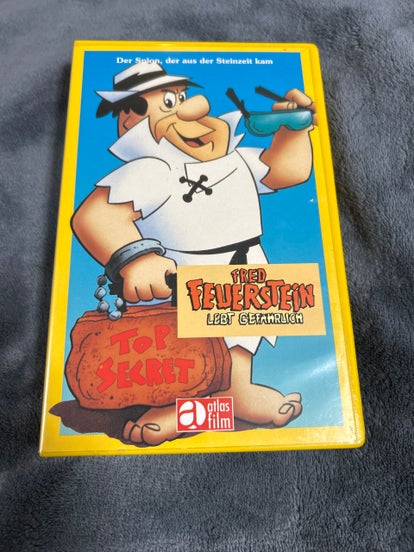 Der Spion, der aus der Steinzeit kam
FRED
FEUERSTEIN
LEBT GEFÄHRLICH
TOP
SECRET
a atlas
film